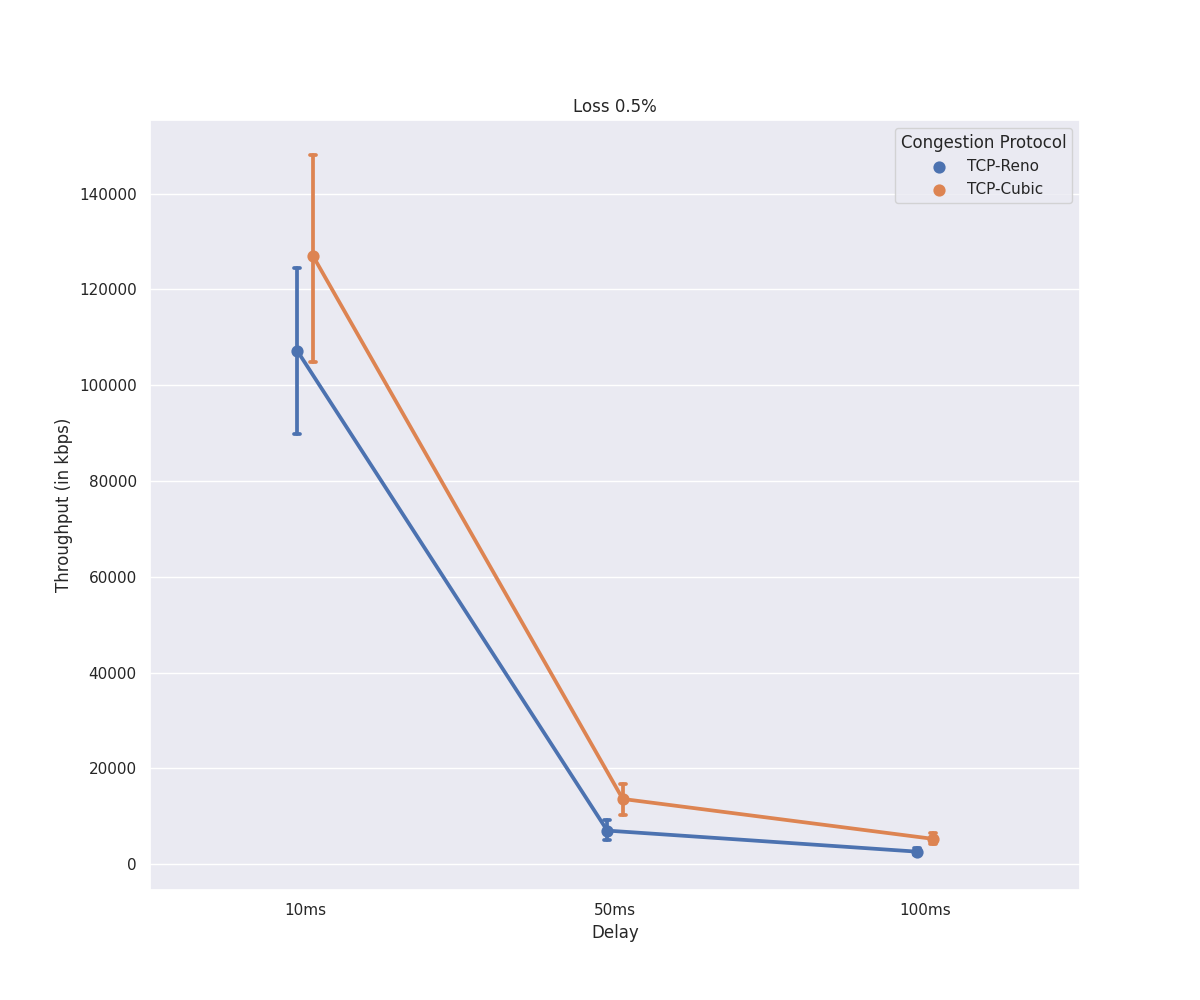 Loss 0.5%
Congestion Protocol
TCP-Reno
TCP-Cubic
140000
120000
100000
80000
60000
40000
20000
0
Throughput (in kbps)
10ms
50ms
100ms
Delay